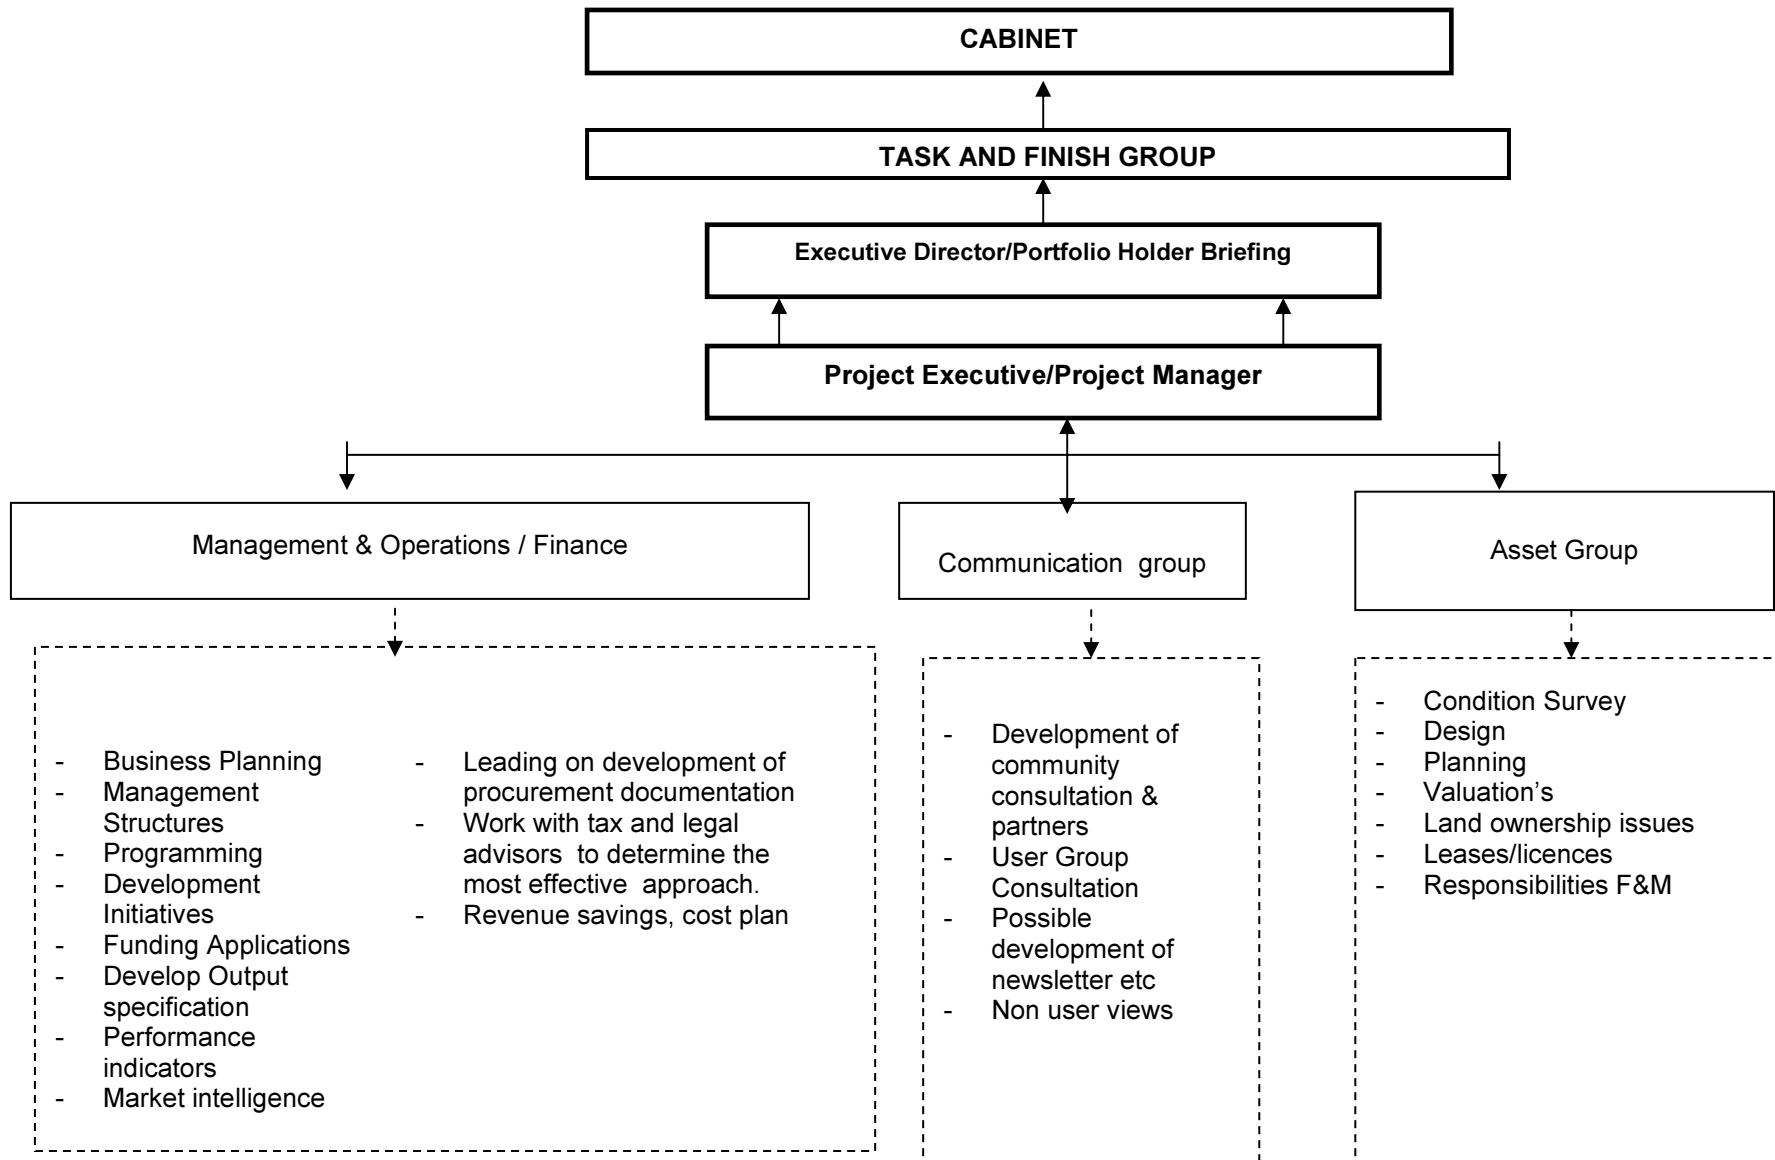 CABINET
TASK AND FINISH GROUP
Executive Director/Portfolio Holder Briefing
Project Executive/Project Manager
Management & Operations / Finance
Communication  group
Asset Group
- Business Planning
- Management
Structures
- Programming
- Development
Initiatives
- Funding Applications
- Develop Output
specification
- Performance
indicators
- Market intelligence
- Leading on development of
procurement documentation
- Work with tax and legal
advisors  to determine the
most effective  approach.
- Revenue savings, cost plan
- Development of
community
consultation &
partners
- User Group
Consultation
- Possible
development of
newsletter etc
- Non user views
- Condition Survey
- Design
- Planning
- Valuation’s
- Land ownership issues
- Leases/licences
- Responsibilities F&M